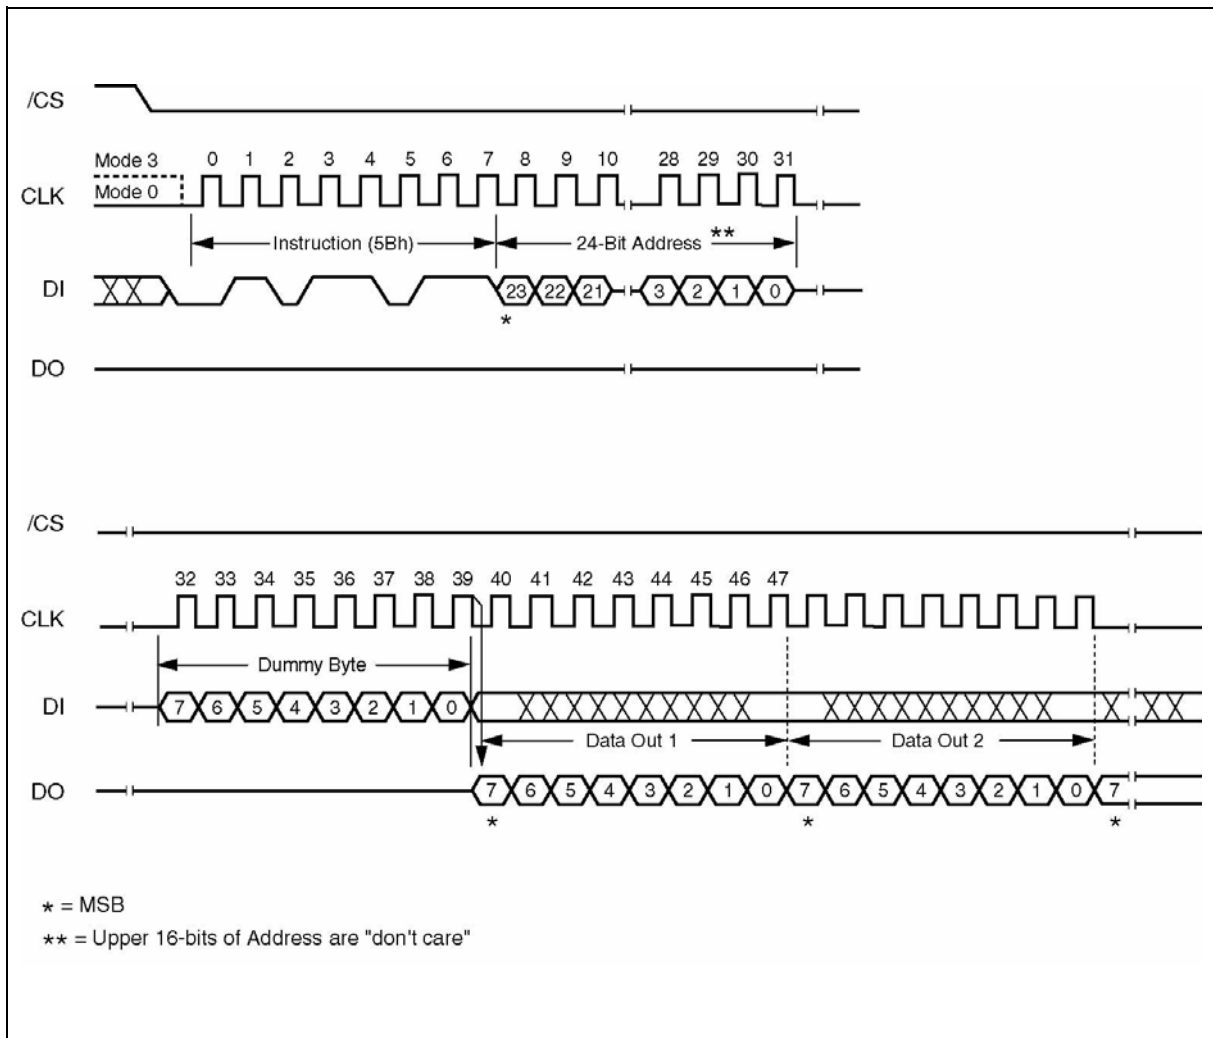 /CS
Mode 3 0 1 2 3 4 5 6 7 8 9 10 28 29 30 31
CLK Mode 0
Instruction (5Bh) 24-Bit Address **
DI 23 22 21 3 2 1 0
*
DO
/CS
32 33 34 35 36 37 38 39 40 41 42 43 44 45 46 47
CLK
Dummy Byte
DI 7 6 5 4 3 2 1 0
Data Out 1 Data Out 2
DO 7 6 5 4 3 2 1 0 7 6 5 4 3 2 1 0 7
* * *
* = MSB
** = Upper 16-bits of Address are "don't care"